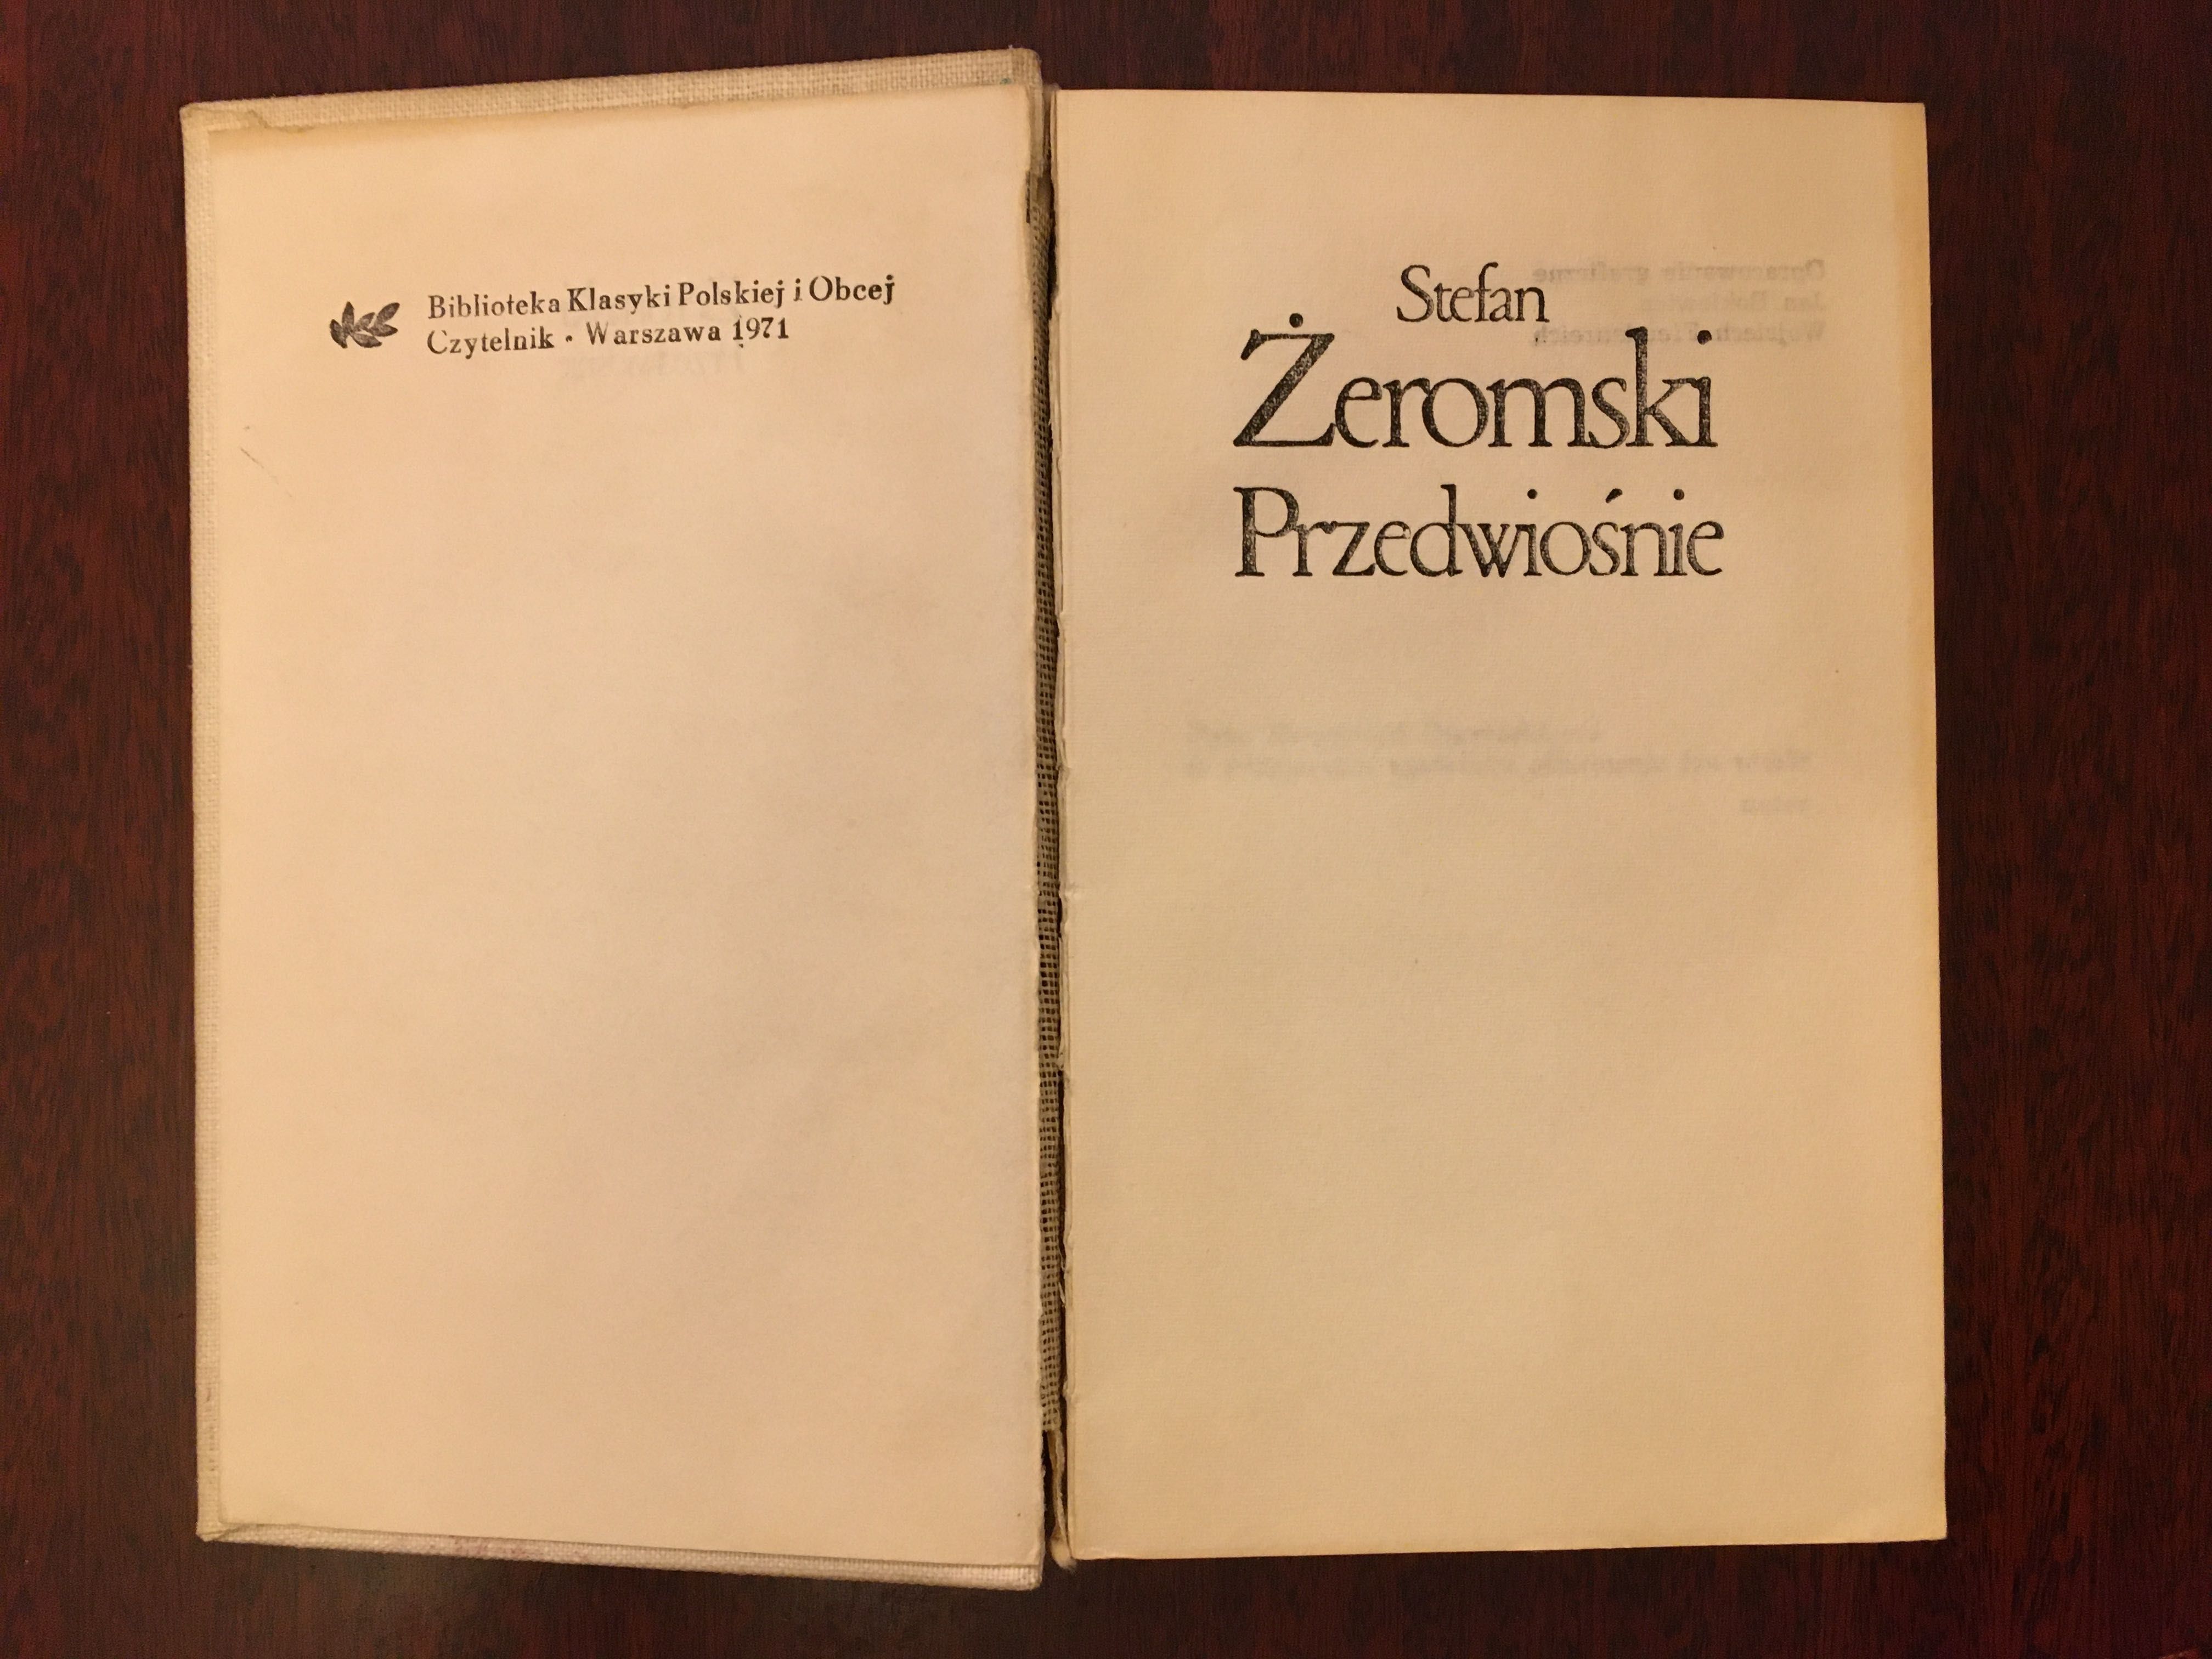 Biblioteka Klasyki Polskiej i Obcej
Czytelnik • Warszawa 1971
Stefan
Żeromski
Przedwiośnie